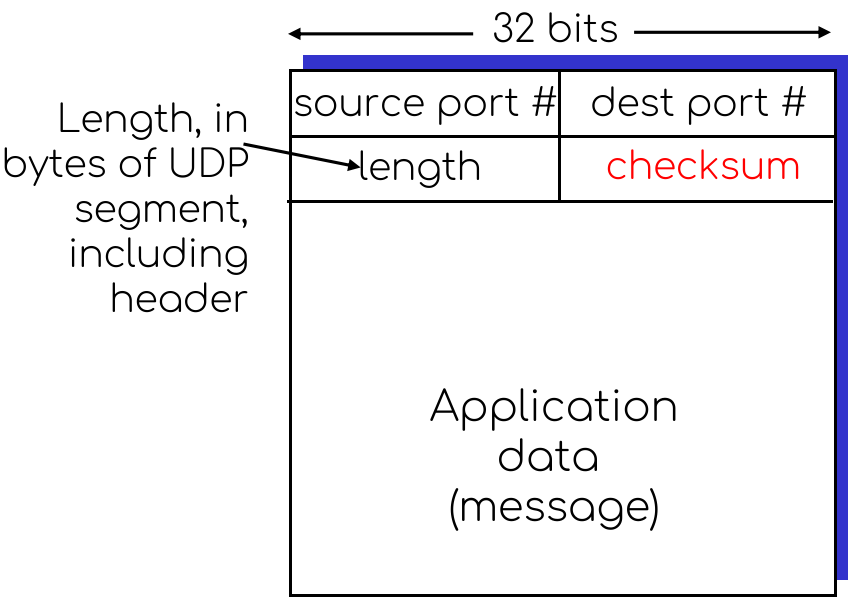 32 bits
source port #
dest port #
Length, in
bytes of UDP
segment,
including
header
length
checksum
Application
data
(message)